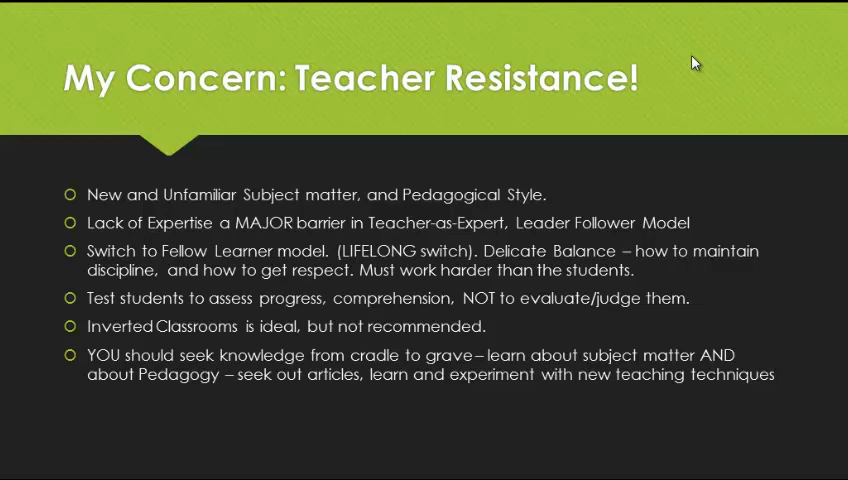 My Concern: Teacher Resistance!
New and Unfamiliar Subject matter, and Pedagogical Style.
Lack of Expertise a MAJOR barrier in Teacher-as-Expert, Leader Follower Model
Switch to Fellow Learner model. (LIFELONG switch). Delicate Balance – how to maintain
discipline, and how to get respect. Must work harder than the students.
Test students to assess progress, comprehension, NOT to evaluate/judge them.
Inverted Classrooms is ideal, but not recommended.
YOU should seek knowledge from cradle to grave – learn about subject matter AND
about Pedagogy – seek out articles, learn and experiment with new teaching techniques